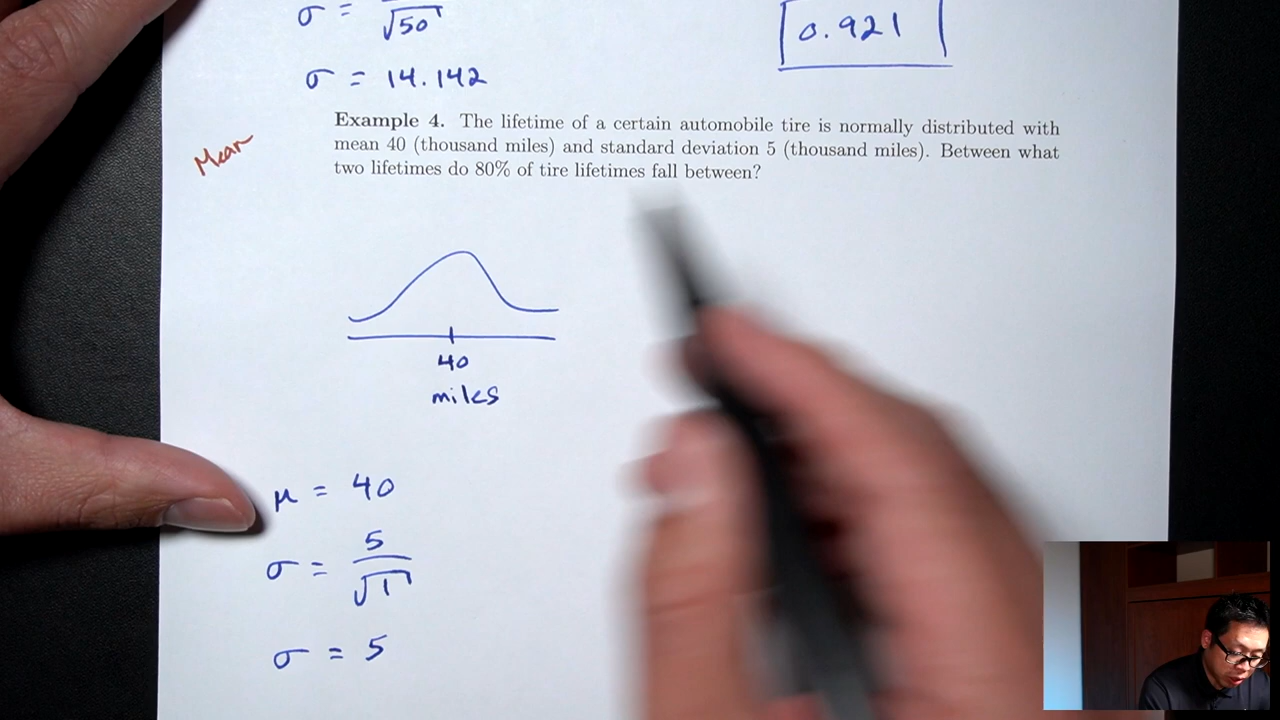 σ =
√50
0.921
σ = 14.142
Mean
Example 4. The lifetime of a certain automobile tire is normally distributed with
mean 40 (thousand miles) and standard deviation 5 (thousand miles). Between what
two lifetimes do 80% of tire lifetimes fall between?
40
miles
μ = 40
σ = 5/√1
σ = 5